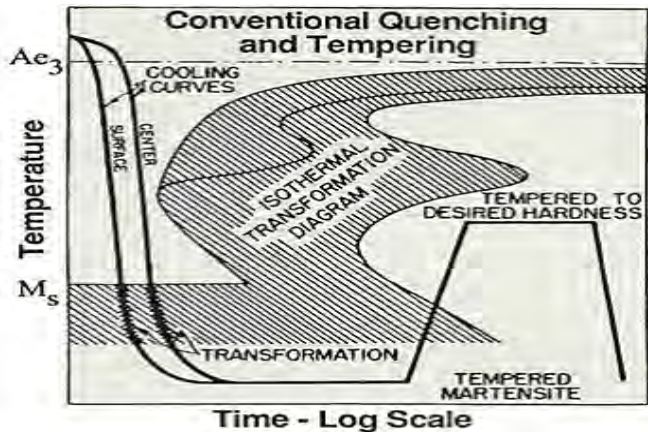 Conventional Quenching
and Tempering
Ae3
COOLING
CURVES
SURFACE
CENTER
Temperature
ISOTHERMAL
TRANSFORMATION
DIAGRAM
TEMPERED TO
DESIRED HARDNESS
Ms
TRANSFORMATION
TEMPERED
MARTENSITE
Time - Log Scale